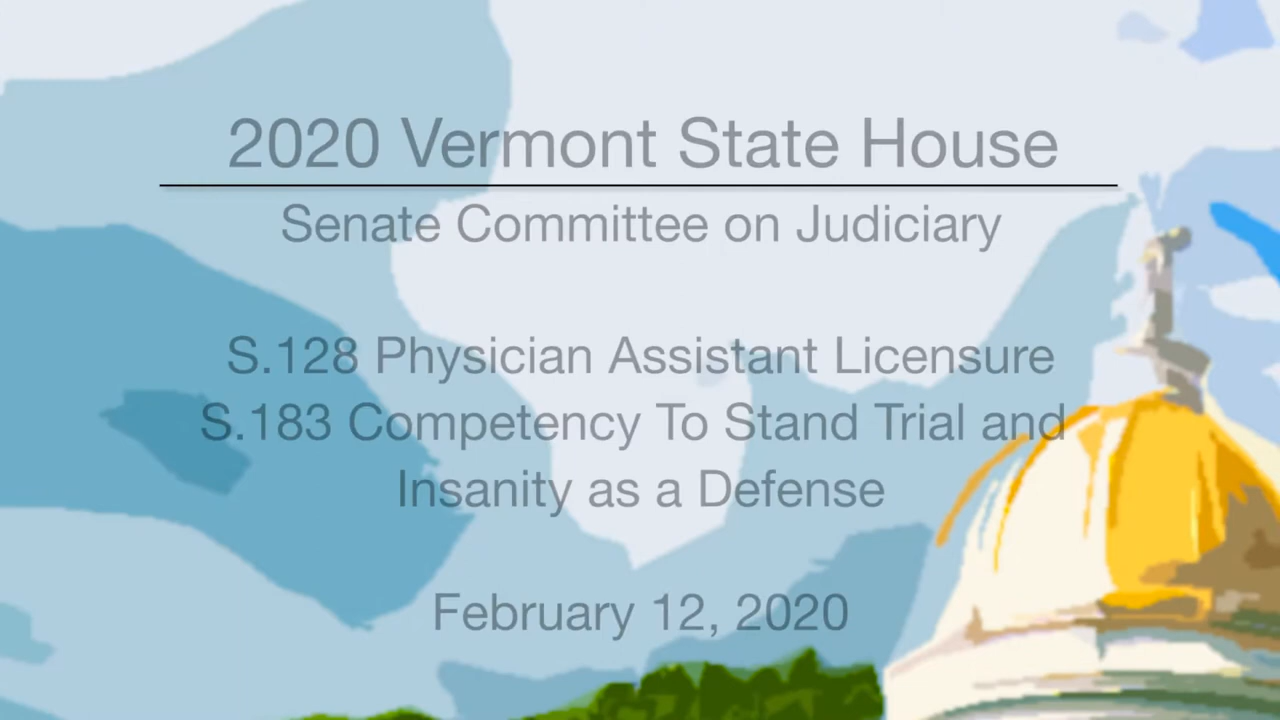 2020 Vermont State House
Senate Committee on Judiciary
S.128 Physician Assistant Licensure
S.183 Competency To Stand Trial and
Insanity as a Defense
February 12, 2020